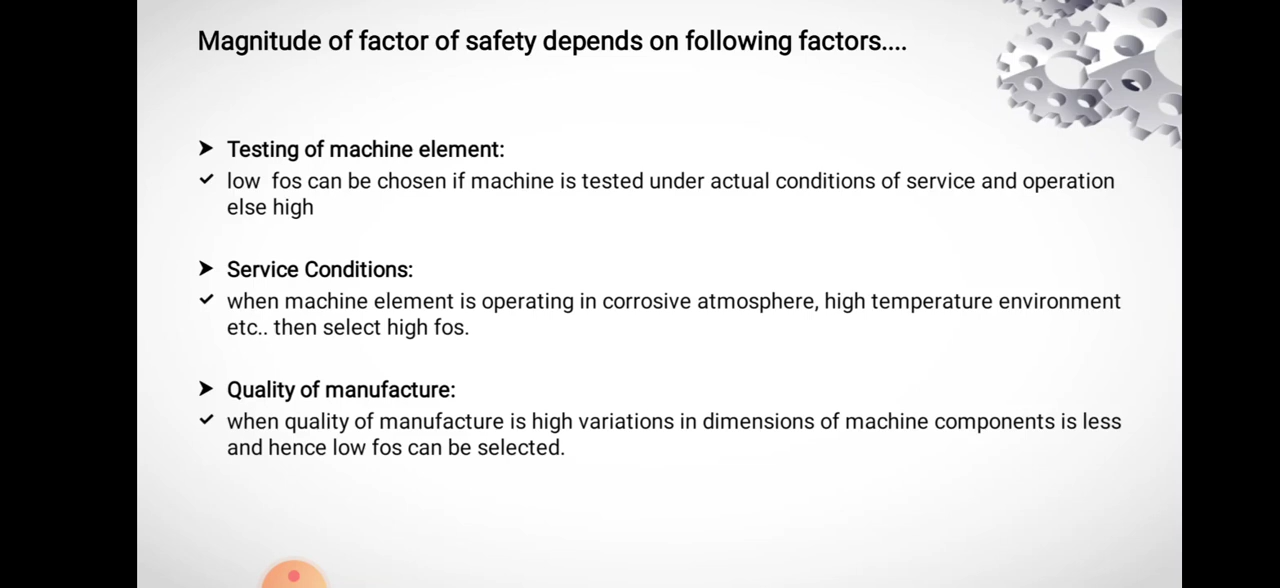 Magnitude of factor of safety depends on following factors....
➤ Testing of machine element:
✓ low fos can be chosen if machine is tested under actual conditions of service and operation
else high
➤ Service Conditions:
✓ when machine element is operating in corrosive atmosphere, high temperature environment
etc.. then select high fos.
➤ Quality of manufacture:
✓ when quality of manufacture is high variations in dimensions of machine components is less
and hence low fos can be selected.